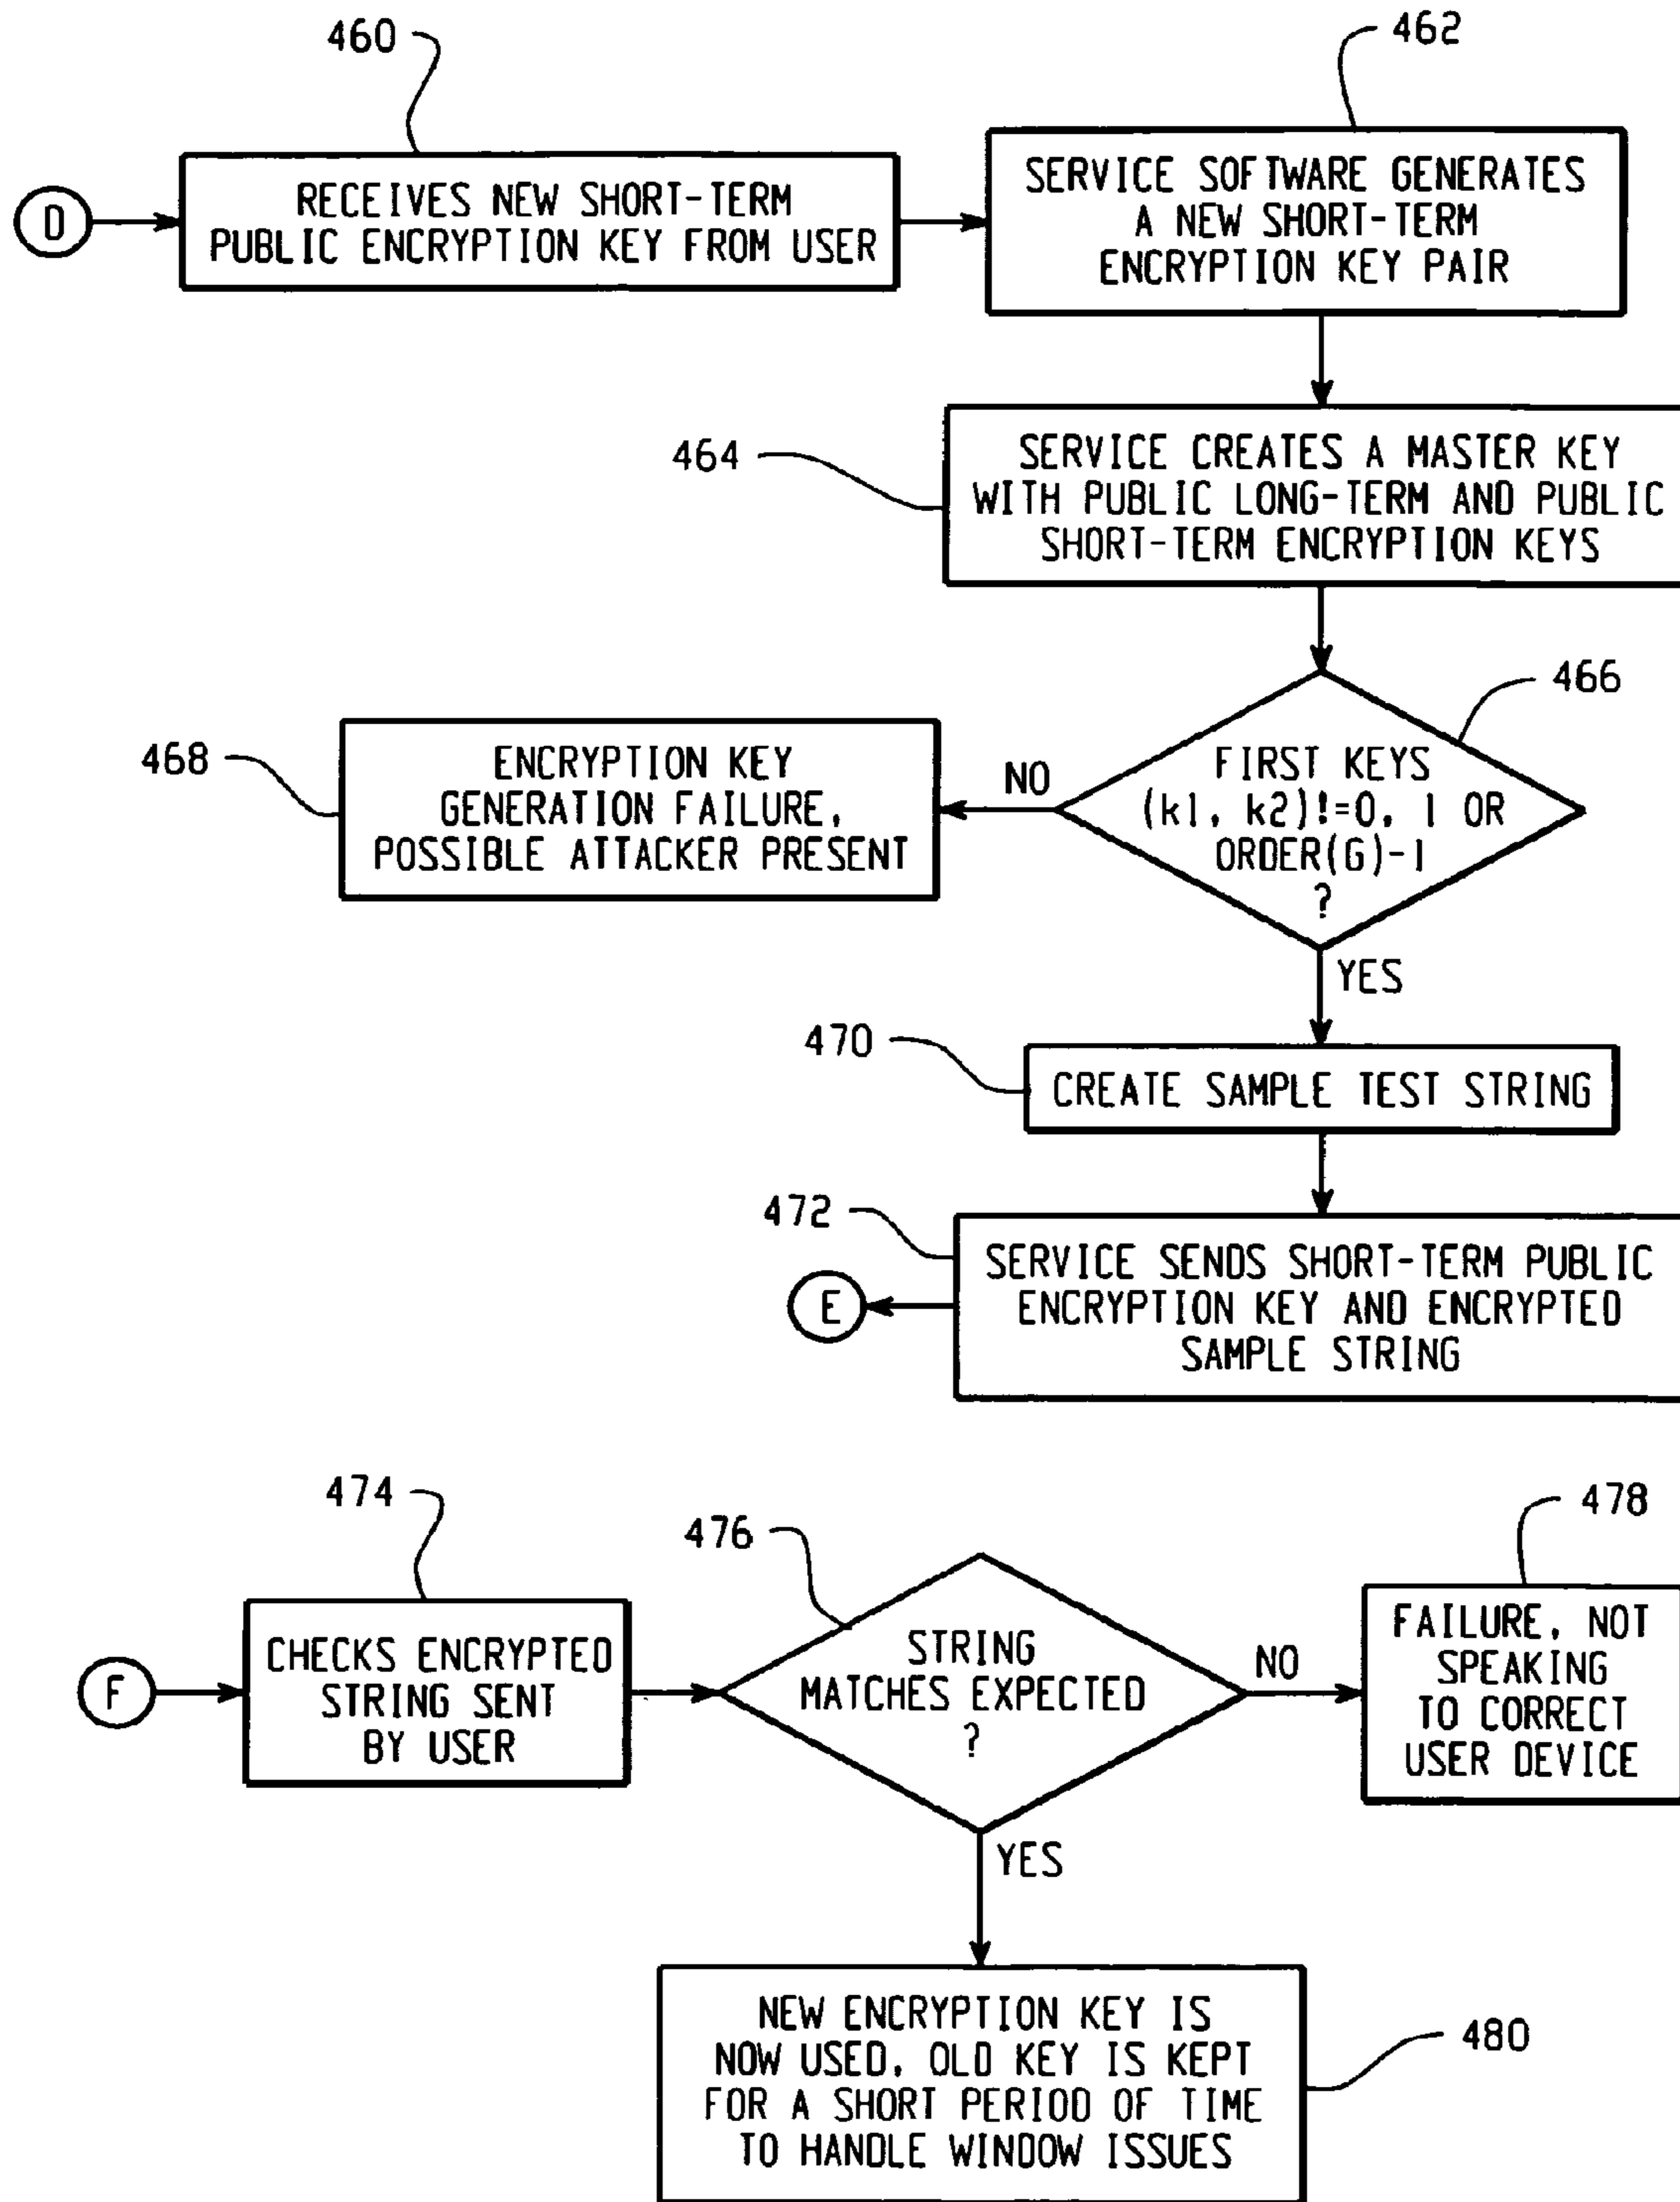 460
462
D
RECEIVES NEW SHORT-TERM
PUBLIC ENCRYPTION KEY FROM USER
SERVICE SOFTWARE GENERATES
A NEW SHORT-TERM
ENCRYPTION KEY PAIR
464
SERVICE CREATES A MASTER KEY
WITH PUBLIC LONG-TERM AND PUBLIC
SHORT-TERM ENCRYPTION KEYS
466
FIRST KEYS
(k1, k2)!=0, 1 OR
ORDER(G)-1
?
NO
468
ENCRYPTION KEY
GENERATION FAILURE,
POSSIBLE ATTACKER PRESENT
YES
470
CREATE SAMPLE TEST STRING
472
SERVICE SENDS SHORT-TERM PUBLIC
ENCRYPTION KEY AND ENCRYPTED
SAMPLE STRING
E
474
476
478
F
CHECKS ENCRYPTED
STRING SENT
BY USER
STRING
MATCHES EXPECTED
?
NO
FAILURE, NOT
SPEAKING
TO CORRECT
USER DEVICE
YES
NEW ENCRYPTION KEY IS
NOW USED, OLD KEY IS KEPT
FOR A SHORT PERIOD OF TIME
TO HANDLE WINDOW ISSUES
480